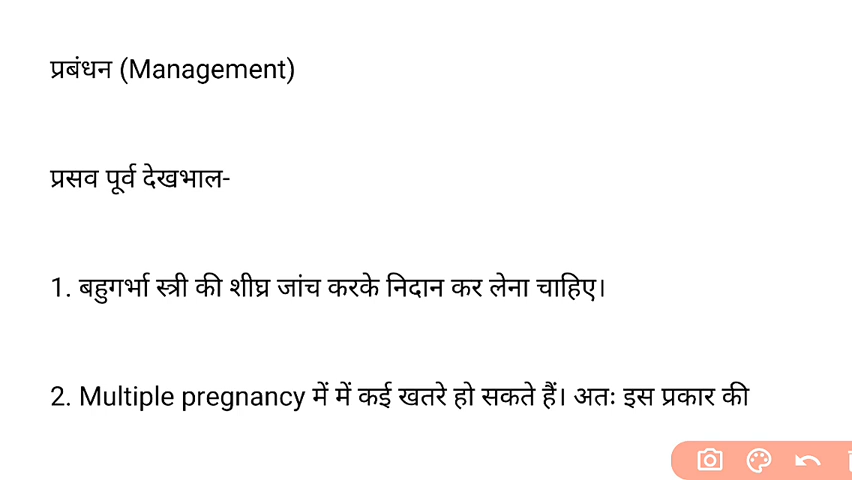 प्रबंधन (Management)
प्रसव पूर्व देखभाल-
1. बहुगर्भा स्त्री की शीघ्र जांच करके निदान कर लेना चाहिए।
2. Multiple pregnancy में में कई खतरे हो सकते हैं। अतः इस प्रकार की